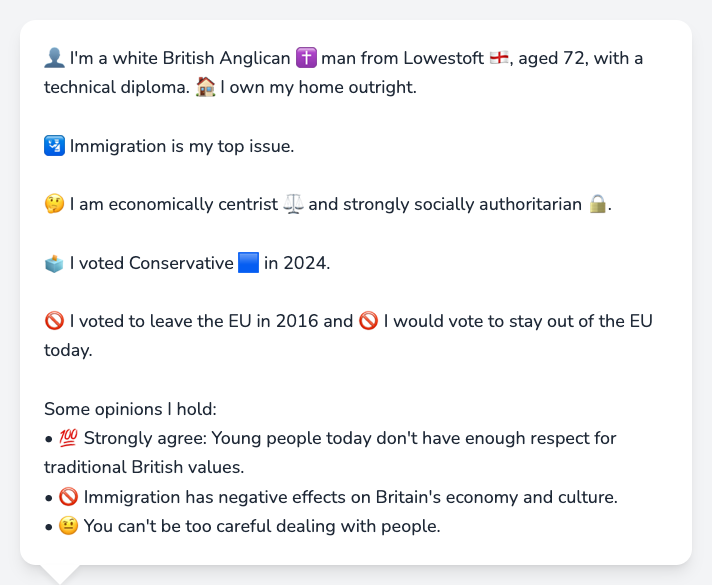 👤 I'm a white British Anglican ✝️ man from Lowestoft 🏴󠁧󠁢󠁥󠁮󠁧󠁿, aged 72, with a
technical diploma. 🏠 I own my home outright.
🛂 Immigration is my top issue.
🤔 I am economically centrist ⚖️ and strongly socially authoritarian 🔒.
🗳️ I voted Conservative 🟦 in 2024.
🚫 I voted to leave the EU in 2016 and 🚫 I would vote to stay out of the EU
today.
Some opinions I hold:
• 💯 Strongly agree: Young people today don't have enough respect for
traditional British values.
• 🚫 Immigration has negative effects on Britain's economy and culture.
• 🤨 You can't be too careful dealing with people.